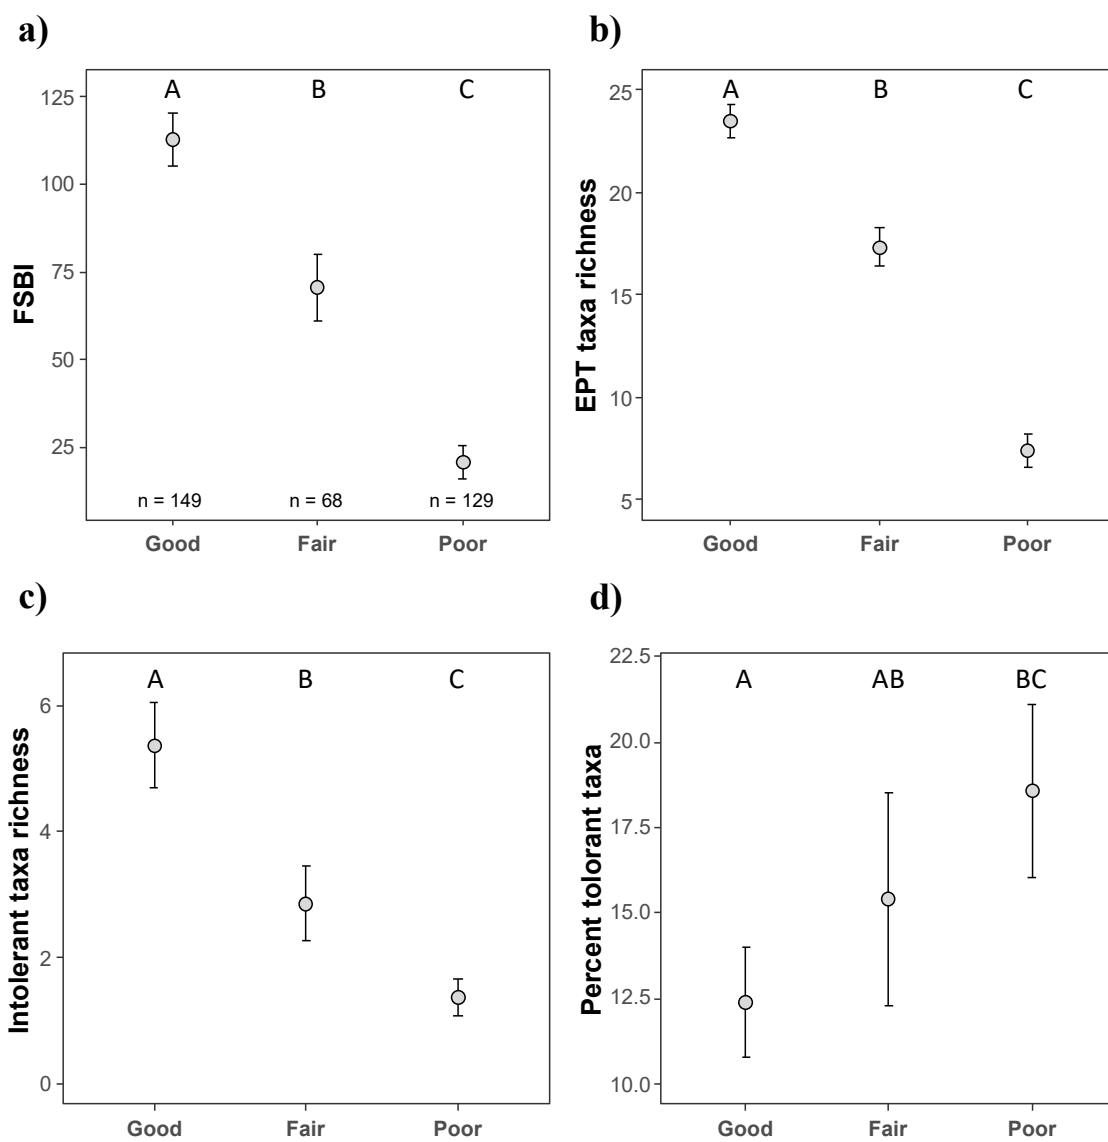 a)
A B C
125
100
75
50
25
FSBI
n = 149 n = 68 n = 129
Good Fair Poor
b)
A B C
25
20
15
10
5
EPT taxa richness
Good Fair Poor
c)
A B C
6
4
2
0
Intolerant taxa richness
Good Fair Poor
d)
A AB BC
22.5
20.0
17.5
15.0
12.5
10.0
Percent tolorant taxa
Good Fair Poor